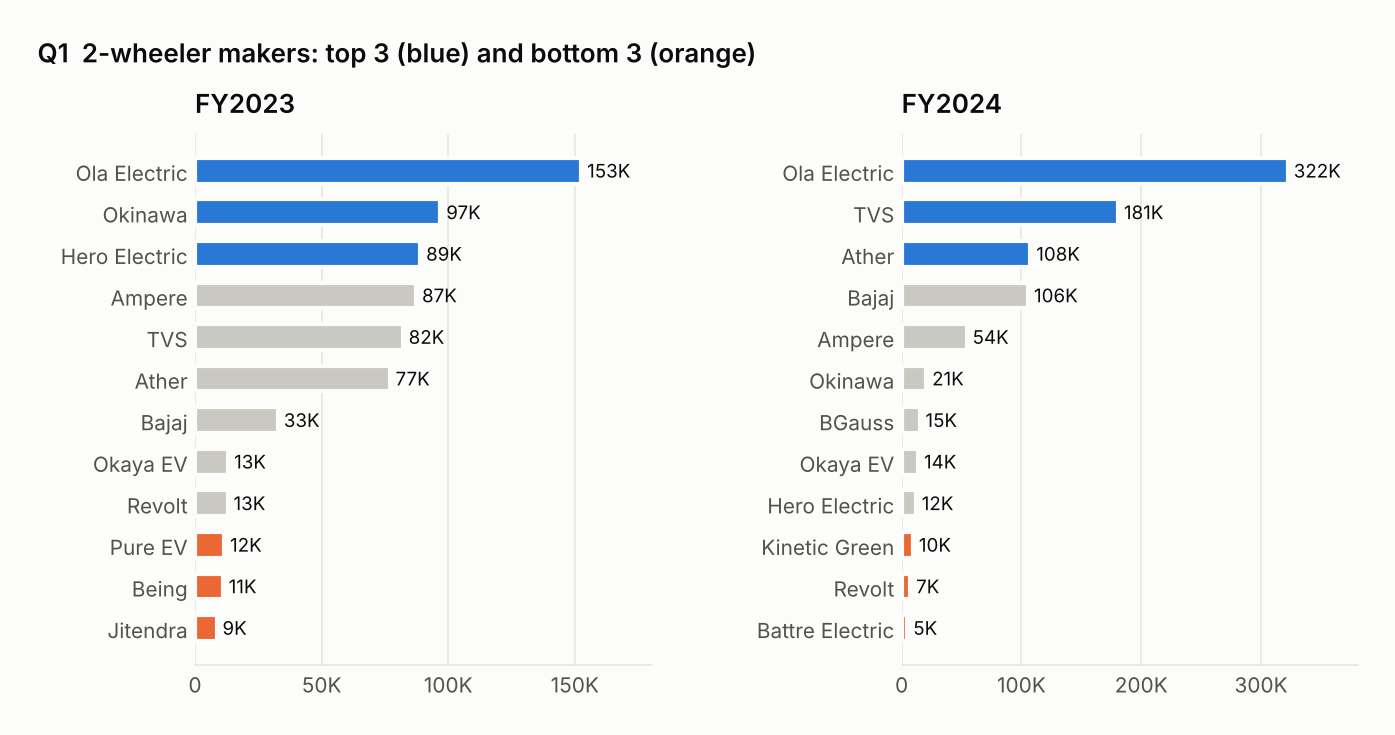 Q1 2-wheeler makers: top 3 (blue) and bottom 3 (orange)
FY2023
Ola Electric 153K
Okinawa 97K
Hero Electric 89K
Ampere 87K
TVS 82K
Ather 77K
Bajaj 33K
Okaya EV 13K
Revolt 13K
Pure EV 12K
Being 11K
Jitendra 9K
0 50K 100K 150K
FY2024
Ola Electric 322K
TVS 181K
Ather 108K
Bajaj 106K
Ampere 54K
Okinawa 21K
BGauss 15K
Okaya EV 14K
Hero Electric 12K
Kinetic Green 10K
Revolt 7K
Battre Electric 5K
0 100K 200K 300K